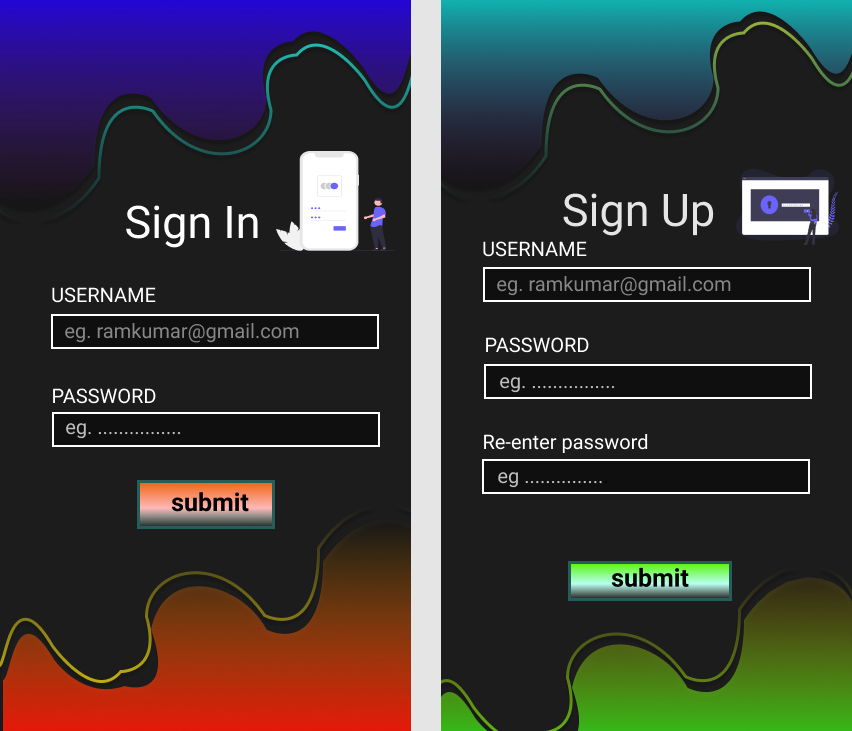 Sign In
USERNAME
eg. ramkumar@gmail.com
PASSWORD
eg. ................
submit
Sign Up
USERNAME
eg. ramkumar@gmail.com
PASSWORD
eg. ................
Re-enter password
eg ...............
submit